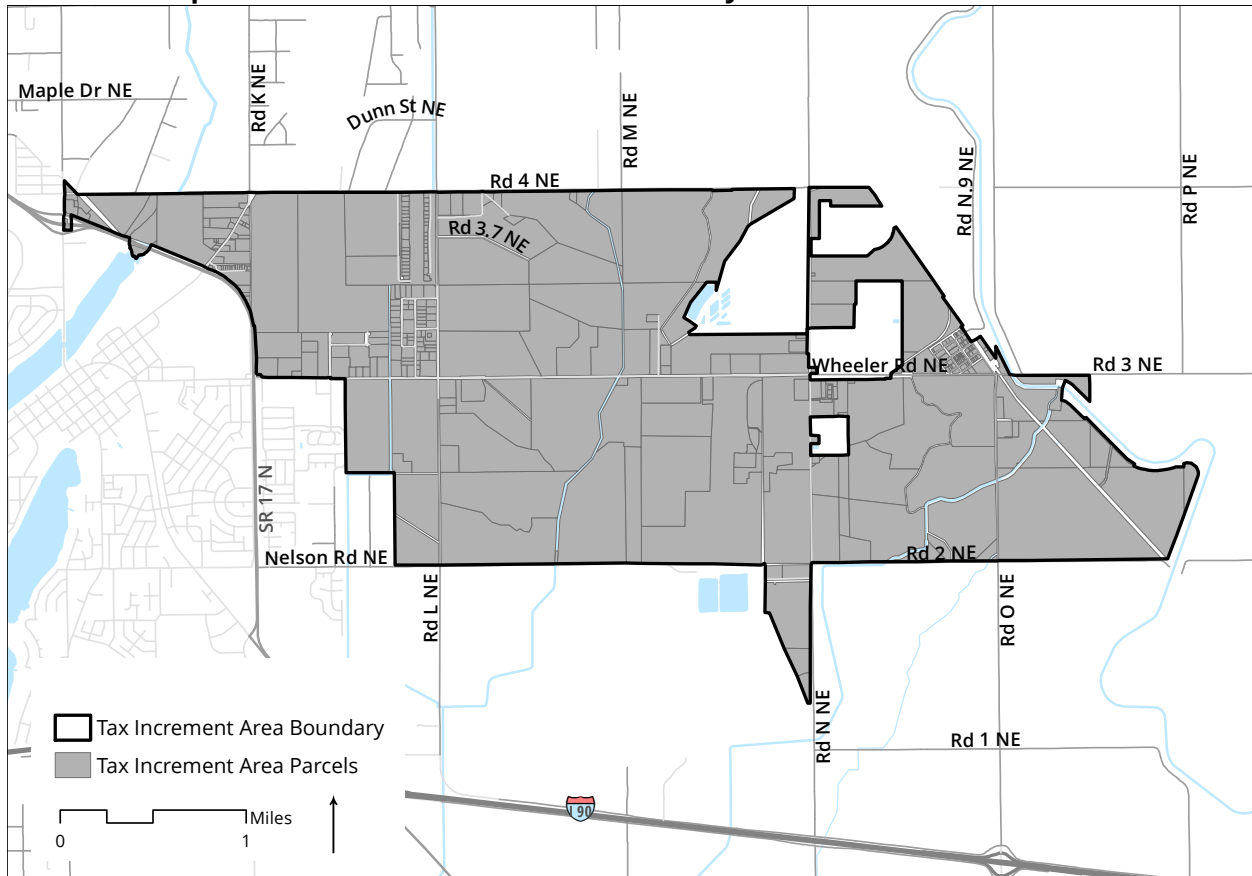 Maple Dr NE
Rd K NE
Dunn St NE
Rd M NE
Rd N.9 NE
Rd P NE
Rd 4 NE
Rd 3.7 NE
Wheeler Rd NE
Rd 3 NE
SR 17 N
Nelson Rd NE
Rd 2 NE
Rd L NE
Rd O NE
Rd N NE
Rd 1 NE
Tax Increment Area Boundary
Tax Increment Area Parcels
Miles
0 1
I 90